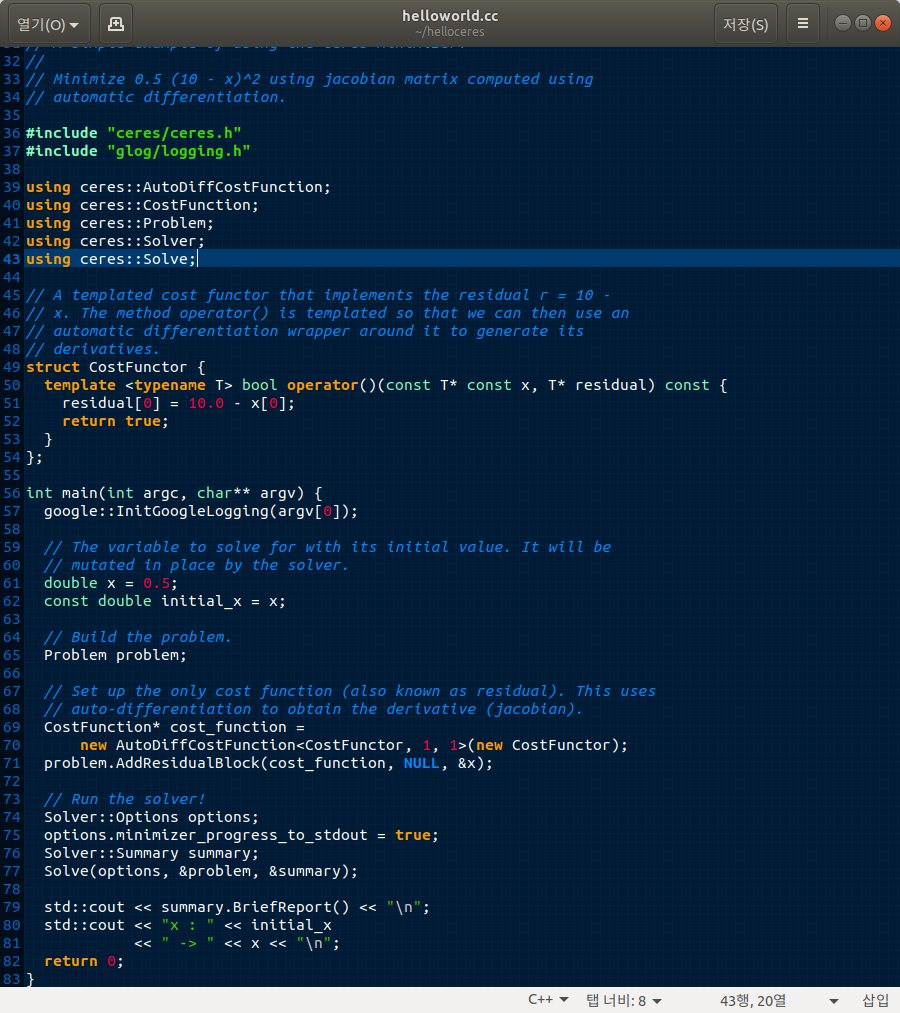 열기(O)
helloworld.cc
~/helloceres
저장(S)
32 //
33 // Minimize 0.5 (10 - x)^2 using jacobian matrix computed using
34 // automatic differentiation.
35
36 #include "ceres/ceres.h"
37 #include "glog/logging.h"
38
39 using ceres::AutoDiffCostFunction;
40 using ceres::CostFunction;
41 using ceres::Problem;
42 using ceres::Solver;
43 using ceres::Solve;
44
45 // A templated cost functor that implements the residual r = 10 -
46 // x. The method operator() is templated so that we can then use an
47 // automatic differentiation wrapper around it to generate its
48 // derivatives.
49 struct CostFunctor {
50   template <typename T> bool operator()(const T* const x, T* residual) const {
51     residual[0] = 10.0 - x[0];
52     return true;
53   }
54 };
55
56 int main(int argc, char** argv) {
57   google::InitGoogleLogging(argv[0]);
58
59   // The variable to solve for with its initial value. It will be
60   // mutated in place by the solver.
61   double x = 0.5;
62   const double initial_x = x;
63
64   // Build the problem.
65   Problem problem;
66
67   // Set up the only cost function (also known as residual). This uses
68   // auto-differentiation to obtain the derivative (jacobian).
69   CostFunction* cost_function =
70       new AutoDiffCostFunction<CostFunctor, 1, 1>(new CostFunctor);
71   problem.AddResidualBlock(cost_function, NULL, &x);
72
73   // Run the solver!
74   Solver::Options options;
75   options.minimizer_progress_to_stdout = true;
76   Solver::Summary summary;
77   Solve(options, &problem, &summary);
78
79   std::cout << summary.BriefReport() << "\n";
80   std::cout << "x : " << initial_x
81             << " -> " << x << "\n";
82   return 0;
83 }
C++ 탭 너비: 8 43행, 20열 삽입